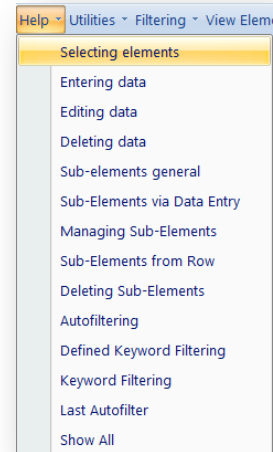 Help Utilities Filtering View Elem
Selecting elements
Entering data
Editing data
Deleting data
Sub-elements general
Sub-Elements via Data Entry
Managing Sub-Elements
Sub-Elements from Row
Deleting Sub-Elements
Autofiltering
Defined Keyword Filtering
Keyword Filtering
Last Autofilter
Show All